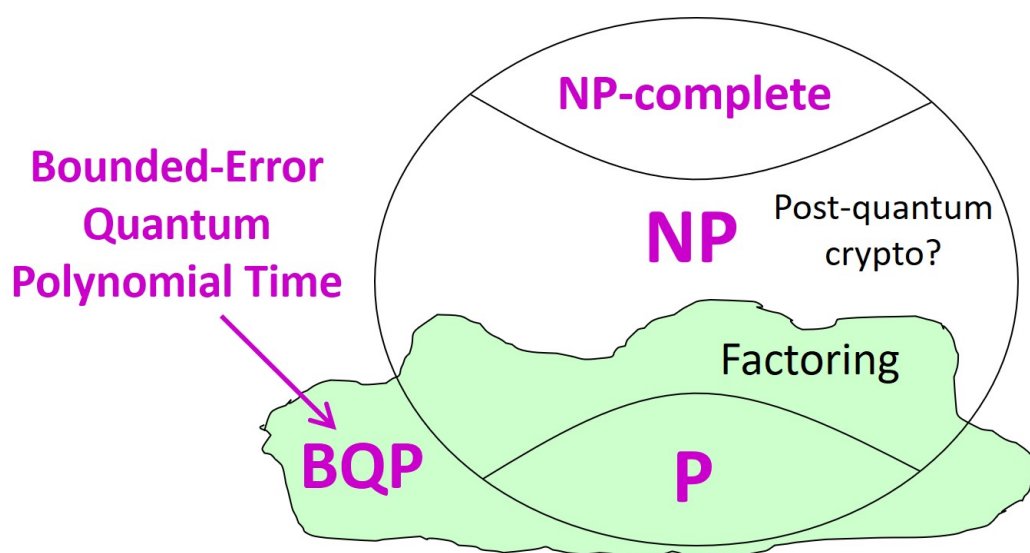 NP-complete
Bounded-Error
Quantum
Polynomial Time
NP
Post-quantum
crypto?
Factoring
BQP
P